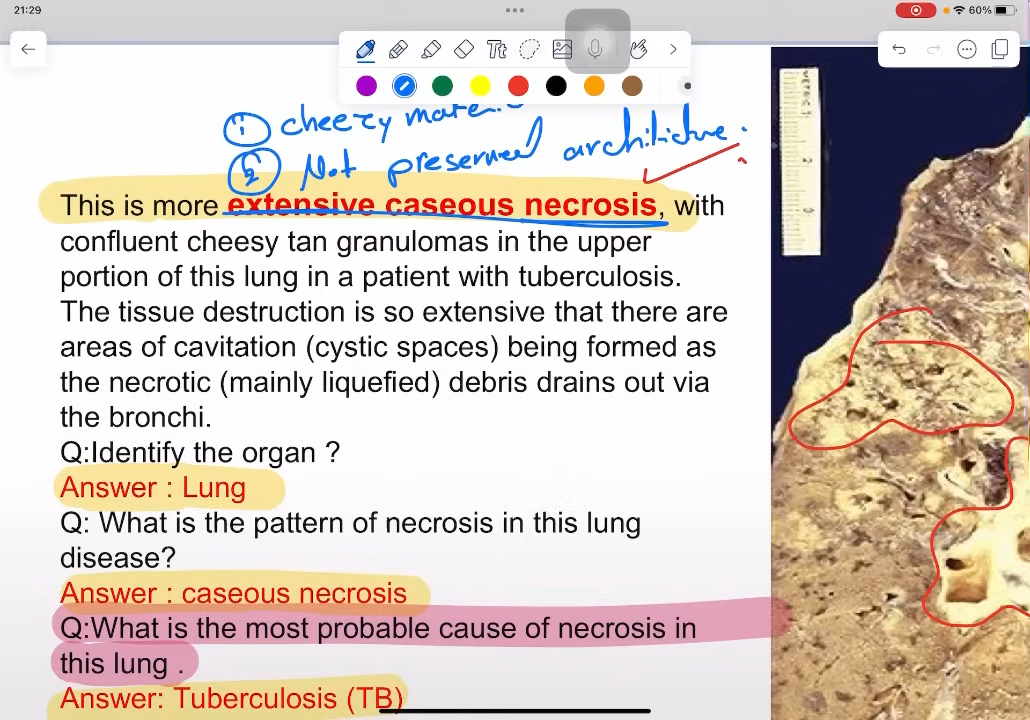 21:29
60%
Tt
① cheezy mate
② Not preserved architicture.
This is more extensive caseous necrosis, with
confluent cheesy tan granulomas in the upper
portion of this lung in a patient with tuberculosis.
The tissue destruction is so extensive that there are
areas of cavitation (cystic spaces) being formed as
the necrotic (mainly liquefied) debris drains out via
the bronchi.
Q:Identify the organ ?
Answer : Lung
Q: What is the pattern of necrosis in this lung
disease?
Answer : caseous necrosis
Q:What is the most probable cause of necrosis in
this lung .
Answer: Tuberculosis (TB)